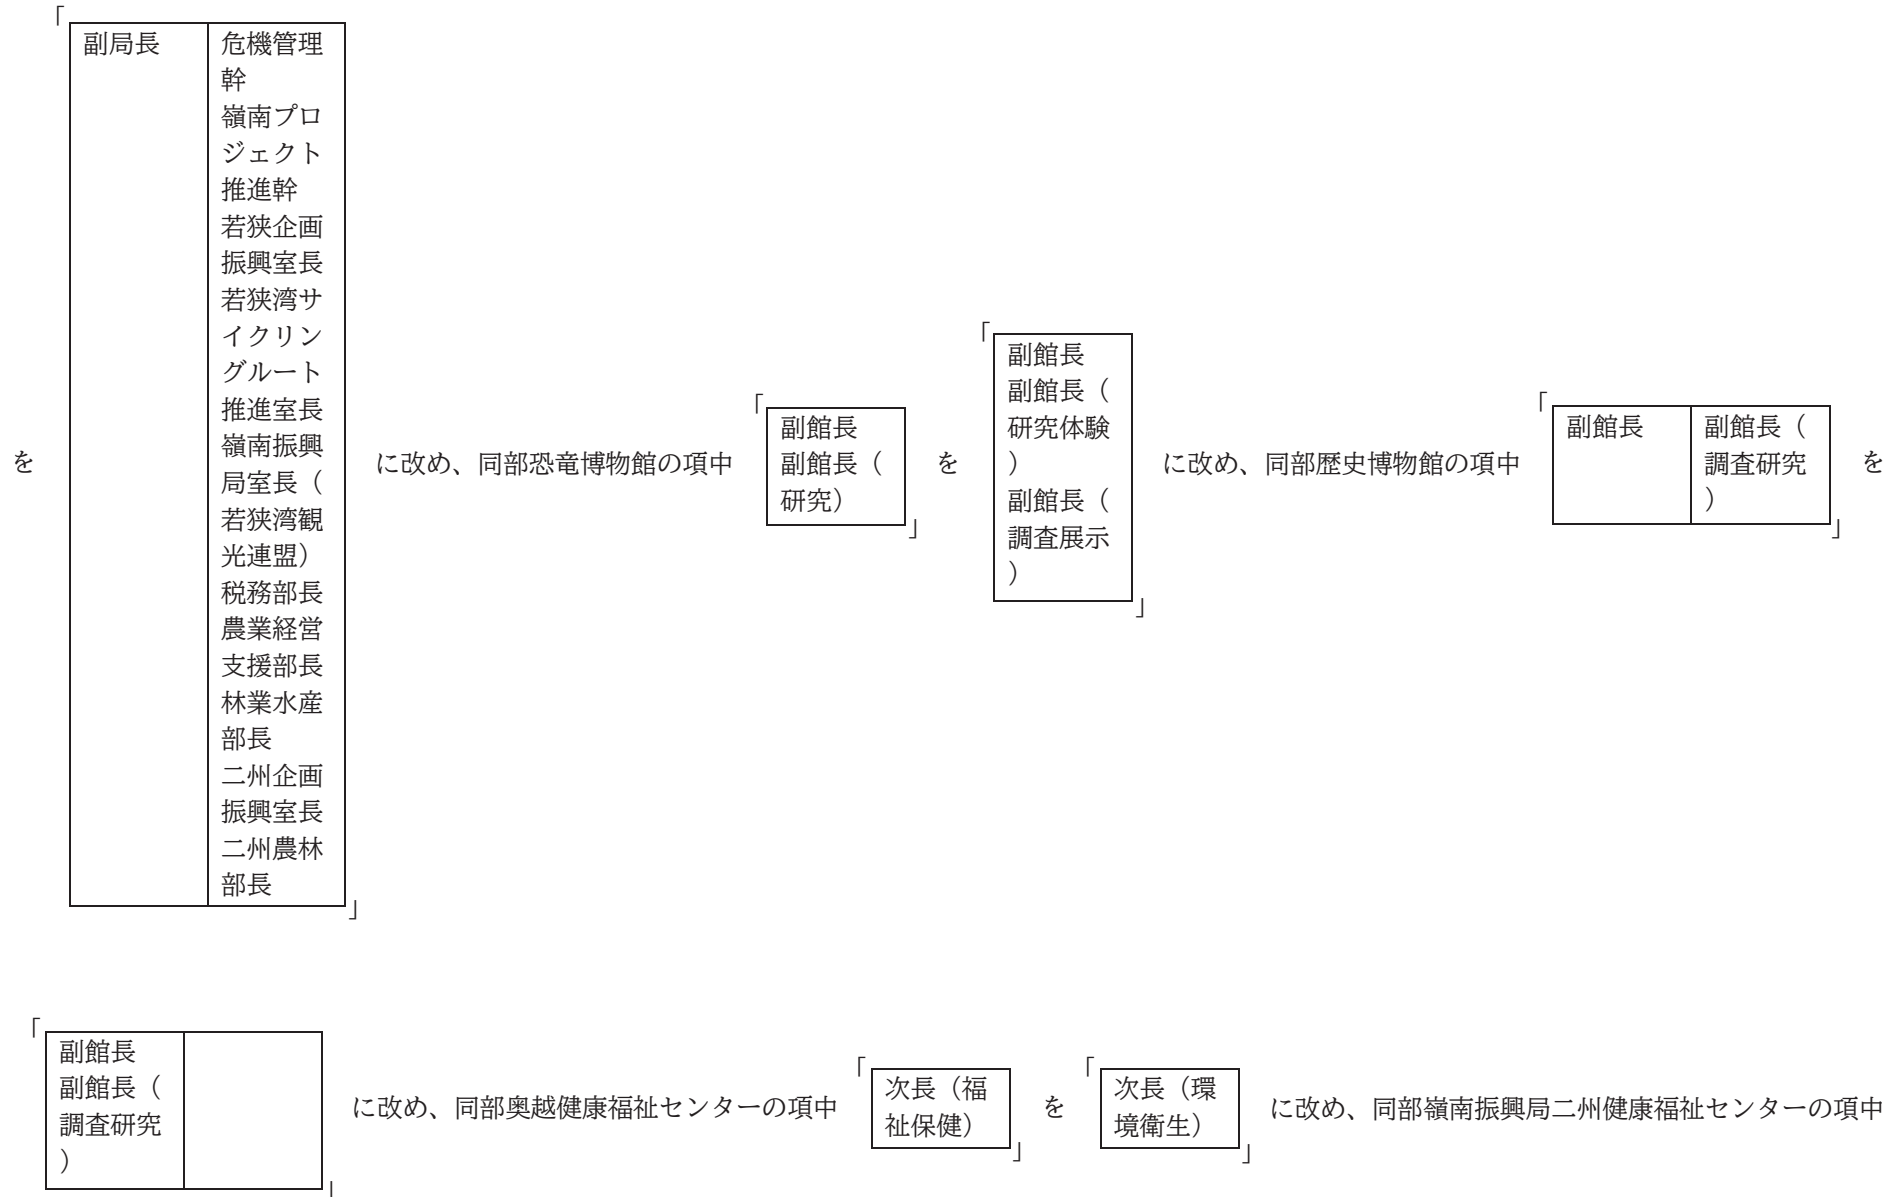 を
「
副局長
危機管理
幹
嶺南プロ
ジェクト
推進幹
若狭企画
振興室長
若狭湾サ
イクリン
グルート
推進室長
嶺南振興
局室長（
若狭湾観
光連盟）
税務部長
農業経営
支援部長
林業水産
部長
二州企画
振興室長
二州農林
部長
」
に改め、同部恐竜博物館の項中
「
副館長
副館長（
研究）
」
を
「
副館長
副館長（
研究体験
）
副館長（
調査展示
）
」
に改め、同部歴史博物館の項中
「
副館長
副館長（
調査研究
）
」
を
「
副館長
副館長（
調査研究
）
」
に改め、同部奥越健康福祉センターの項中
「
次長（福
祉保健）
」
を
「
次長（環
境衛生）
」
に改め、同部嶺南振興局二州健康福祉センターの項中